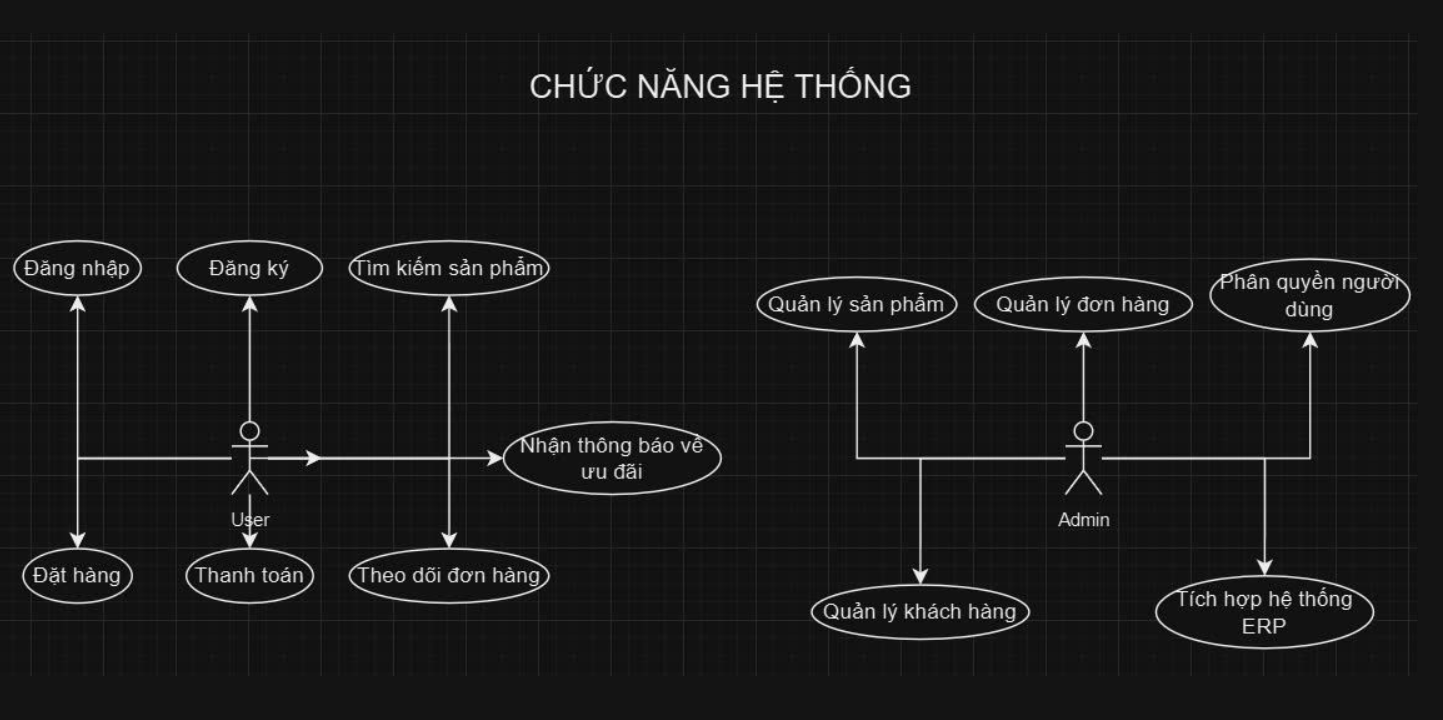 CHỨC NĂNG HỆ THỐNG
Đăng nhập
Đăng ký
Tìm kiếm sản phẩm
Nhận thông báo về
ưu đãi
User
Đặt hàng
Thanh toán
Theo dõi đơn hàng
Quản lý sản phẩm
Quản lý đơn hàng
Phân quyền người
dùng
Admin
Quản lý khách hàng
Tích hợp hệ thống
ERP